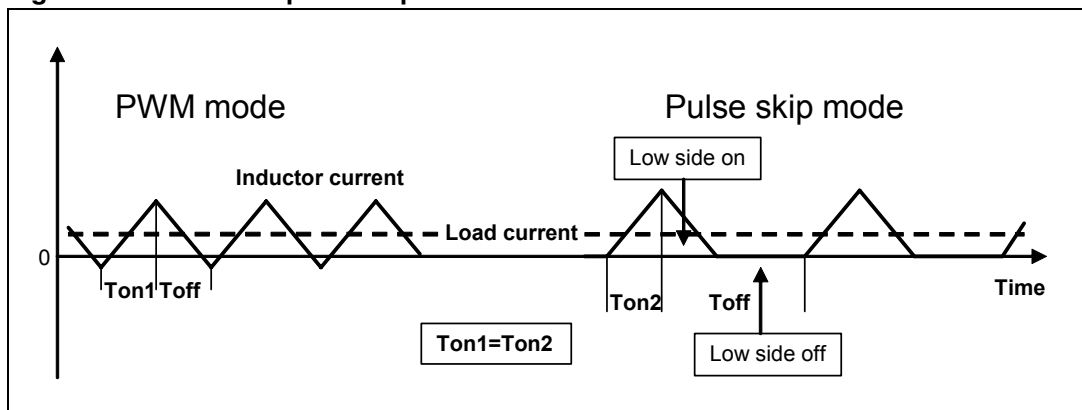 PWM mode
Pulse skip mode
Low side on
Inductor current
Load current
0
Ton1 Toff
Ton2
Toff
Time
Ton1=Ton2
Low side off